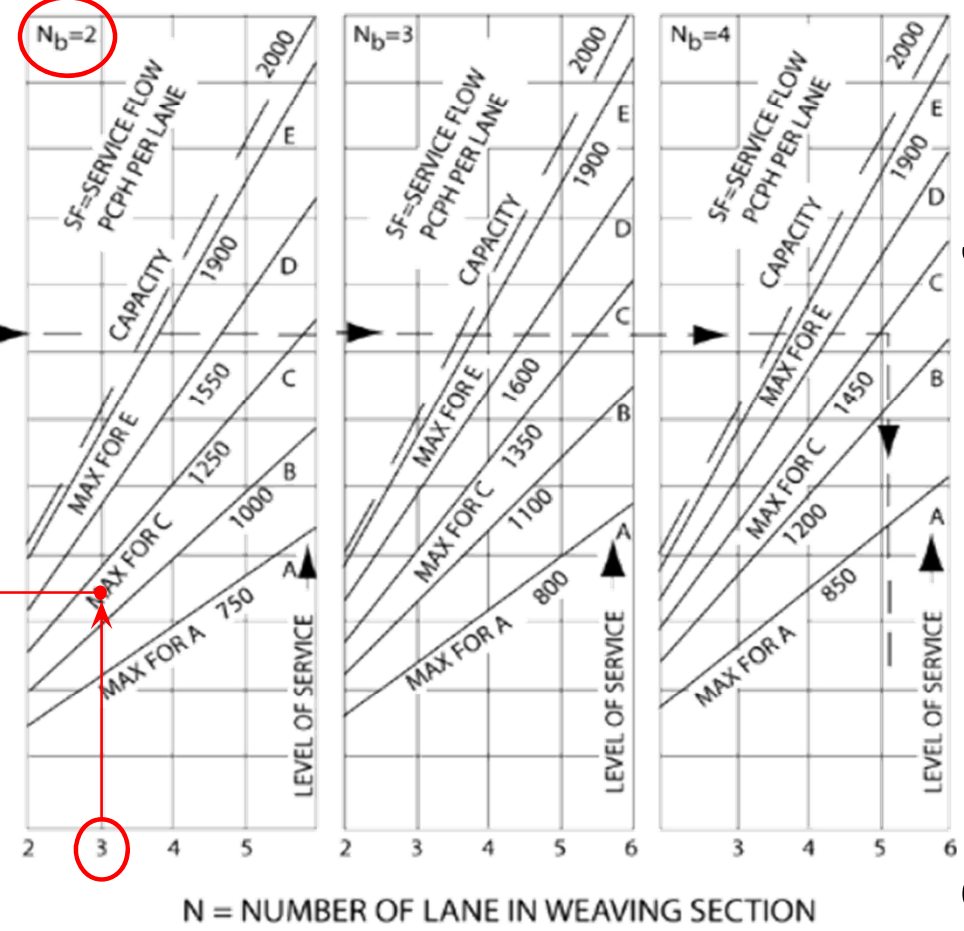 Nb=2
2000
E
SF=SERVICE FLOW
PCPH PER LANE
1900
CAPACITY
D
MAX FOR E
1550
C
1250
B
1000
MAX FOR C
A
750
MAX FOR A
LEVEL OF SERVICE
2 3 4 5
Nb=3
2000
E
SF=SERVICE FLOW
PCPH PER LANE
1900
CAPACITY
D
C
MAX FOR E
1600
B
1350
1100
MAX FOR C
A
800
MAX FOR A
LEVEL OF SERVICE
2 3 4 5 6
Nb=4
2000
E
SF=SERVICE FLOW
PCPH PER LANE
1900
D
CAPACITY
C
MAX FOR E
1450
B
MAX FOR C
1200
A
850
MAX FOR A
LEVEL OF SERVICE
3 4 5 6
N = NUMBER OF LANE IN WEAVING SECTION